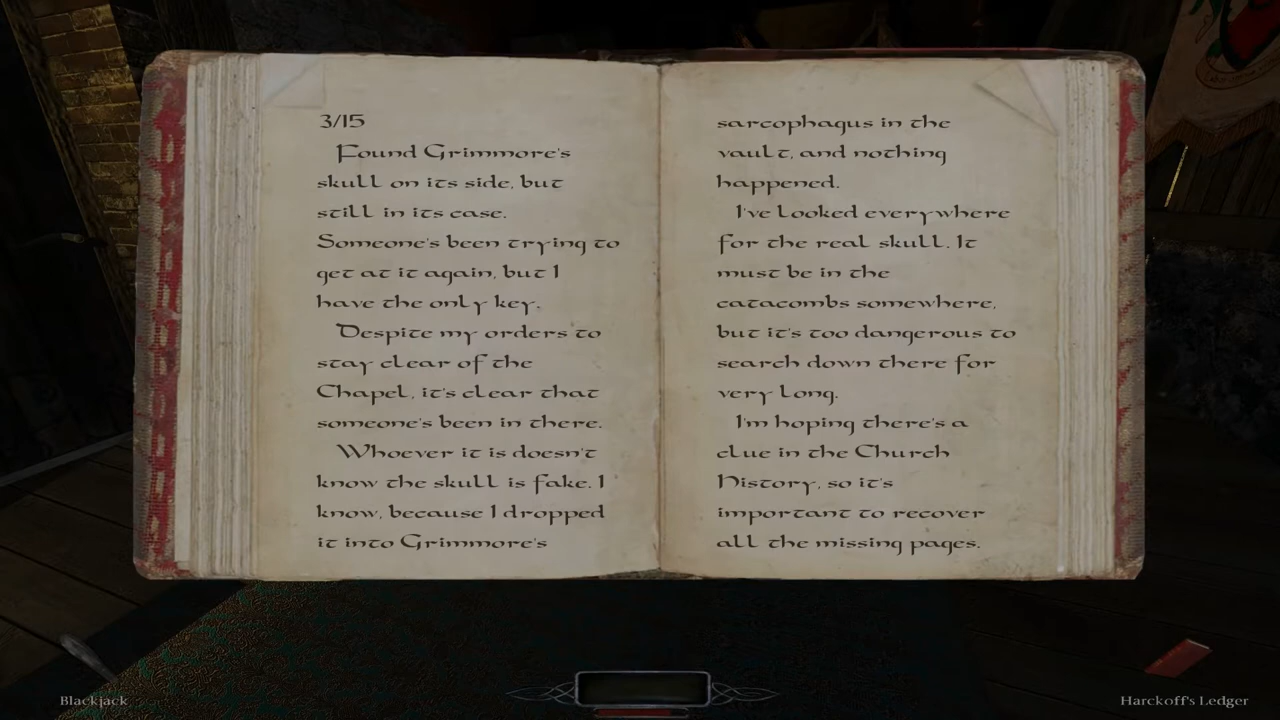 3/15
Found Grimmore's
skull on its side, but
still in its case.
Someone's been trying to
get at it again, but I
have the only key.
Despite my orders to
stay clear of the
Chapel, it's clear that
someone's been in there.
Whoever it is doesn't
know the skull is fake. I
know, because I dropped
it into Grimmore's
sarcophagus in the
vault, and nothing
happened.
I've looked everywhere
for the real skull. It
must be in the
catacombs somewhere,
but it's too dangerous to
search down there for
very long.
I'm hoping there's a
clue in the Church
History, so it's
important to recover
all the missing pages.
Blackjack
Harckoff's Ledger